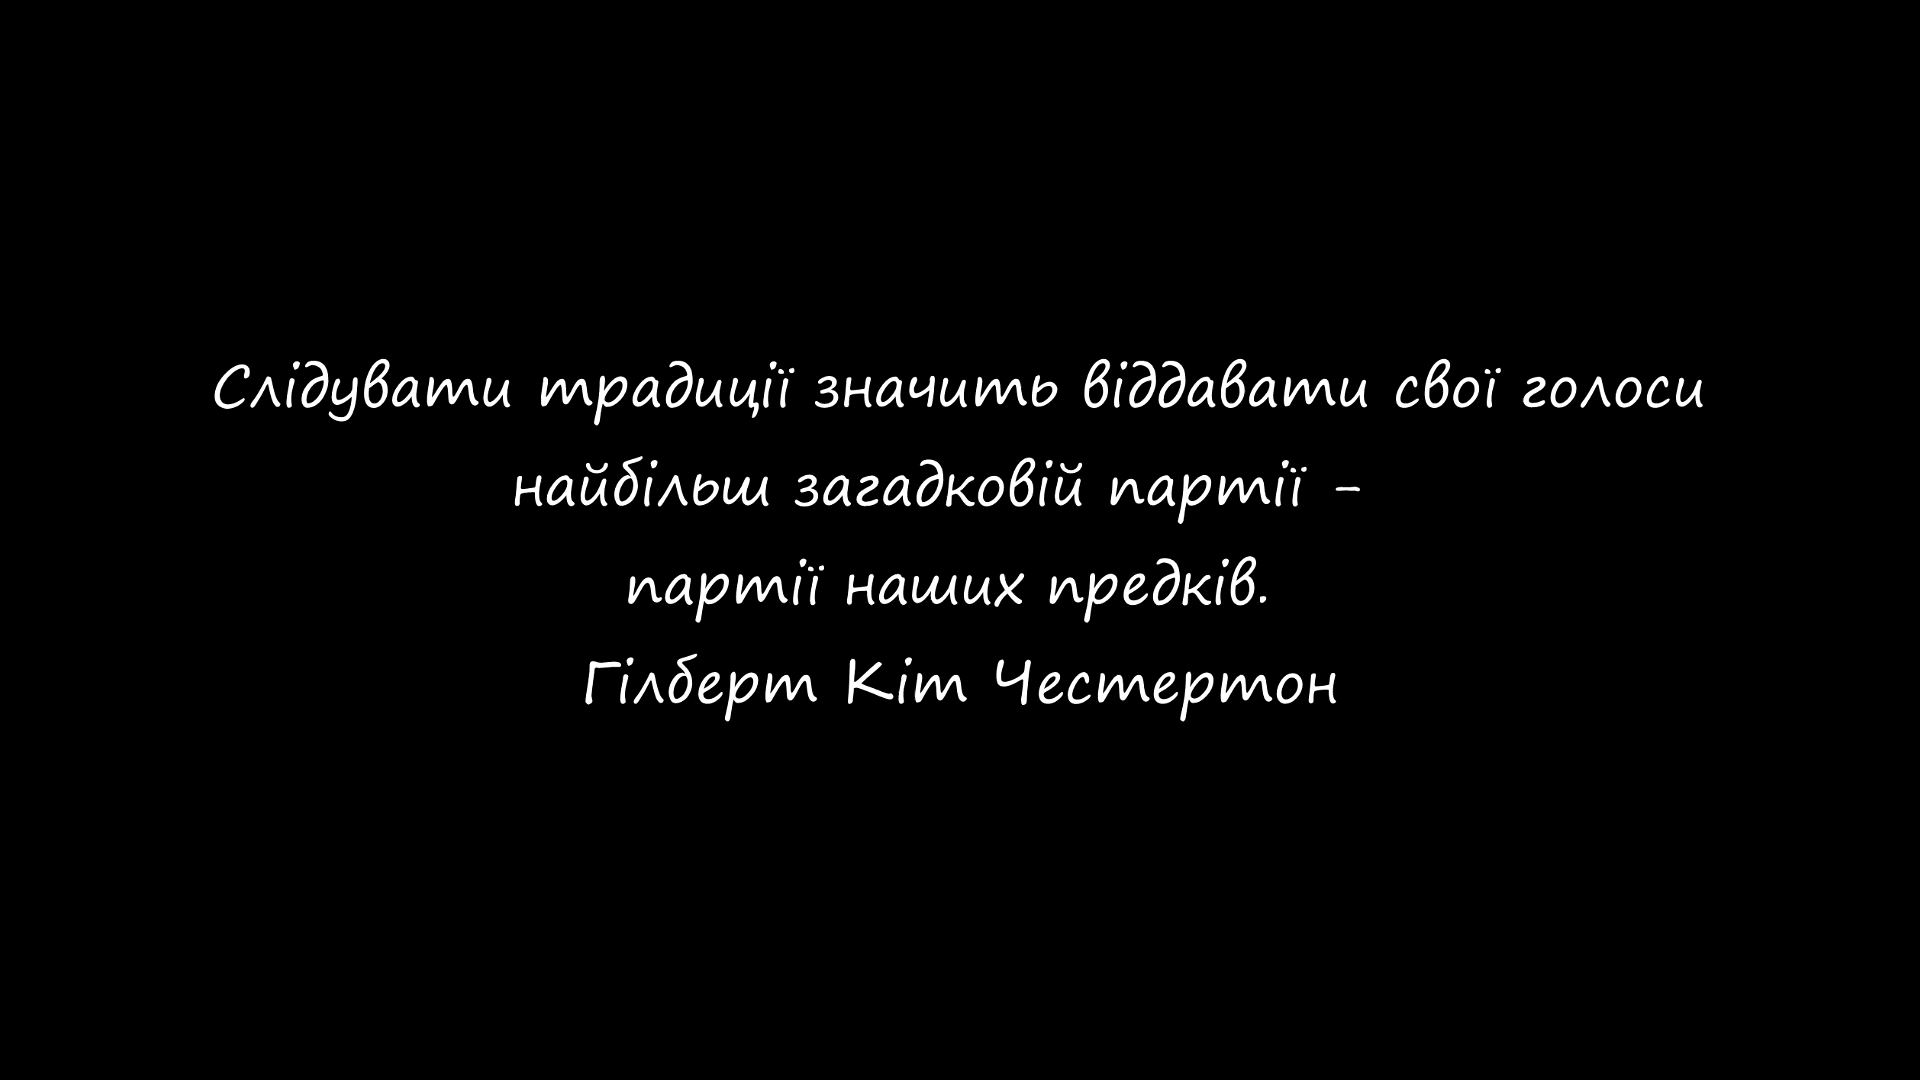 Слідувати традиції значить віддавати свої голоси
найбільш загадковій партії -
партії наших предків.
Гілберт Кіт Честертон